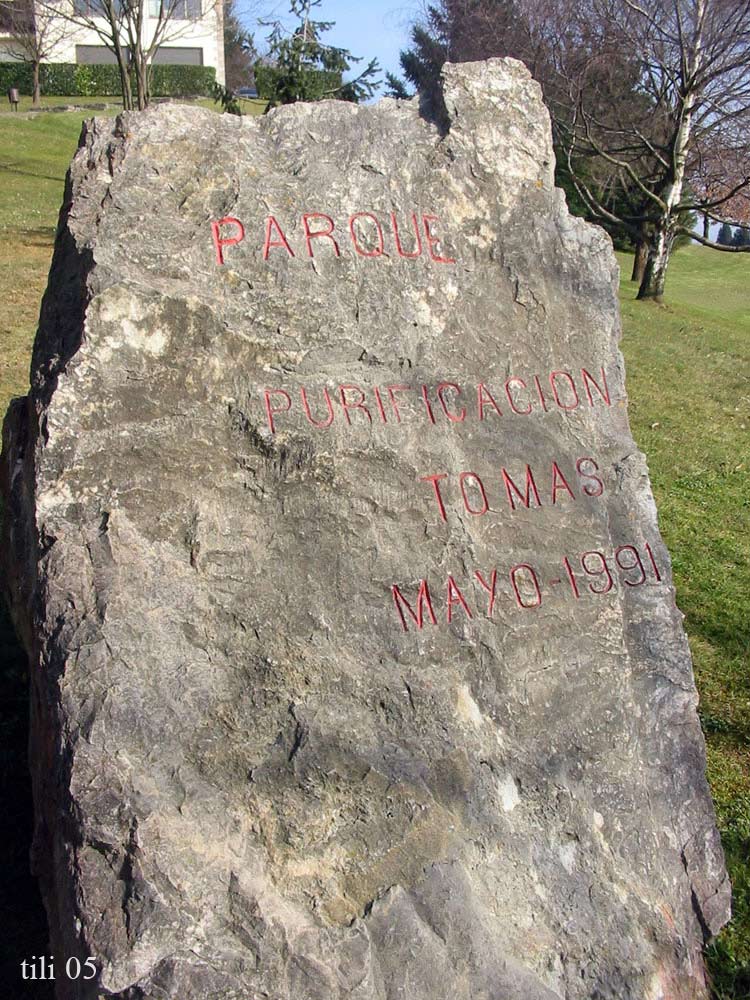 PARQUE
PURIFICACION
TOMAS
MAYO-1991
tili 05